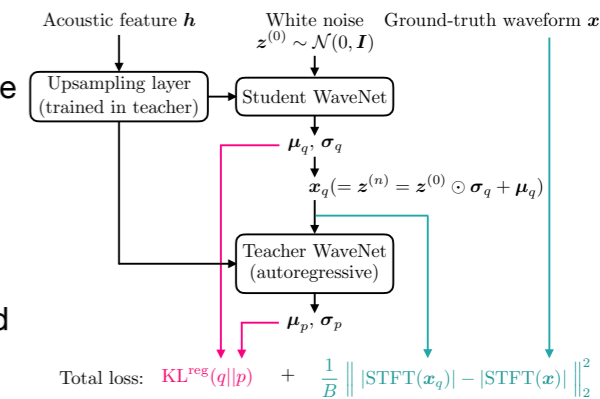 Acoustic feature h
White noise
z^(0) ∼ N(0, I)
Ground-truth waveform x
e
Upsampling layer
(trained in teacher)
Student WaveNet
μ_q, σ_q
x_q(= z^(n) = z^(0) ⊙ σ_q + μ_q)
Teacher WaveNet
(autoregressive)
d
μ_p, σ_p
Total loss: KL^reg(q||p) + 1/B ‖ |STFT(x_q)| − |STFT(x)| ‖_2^2